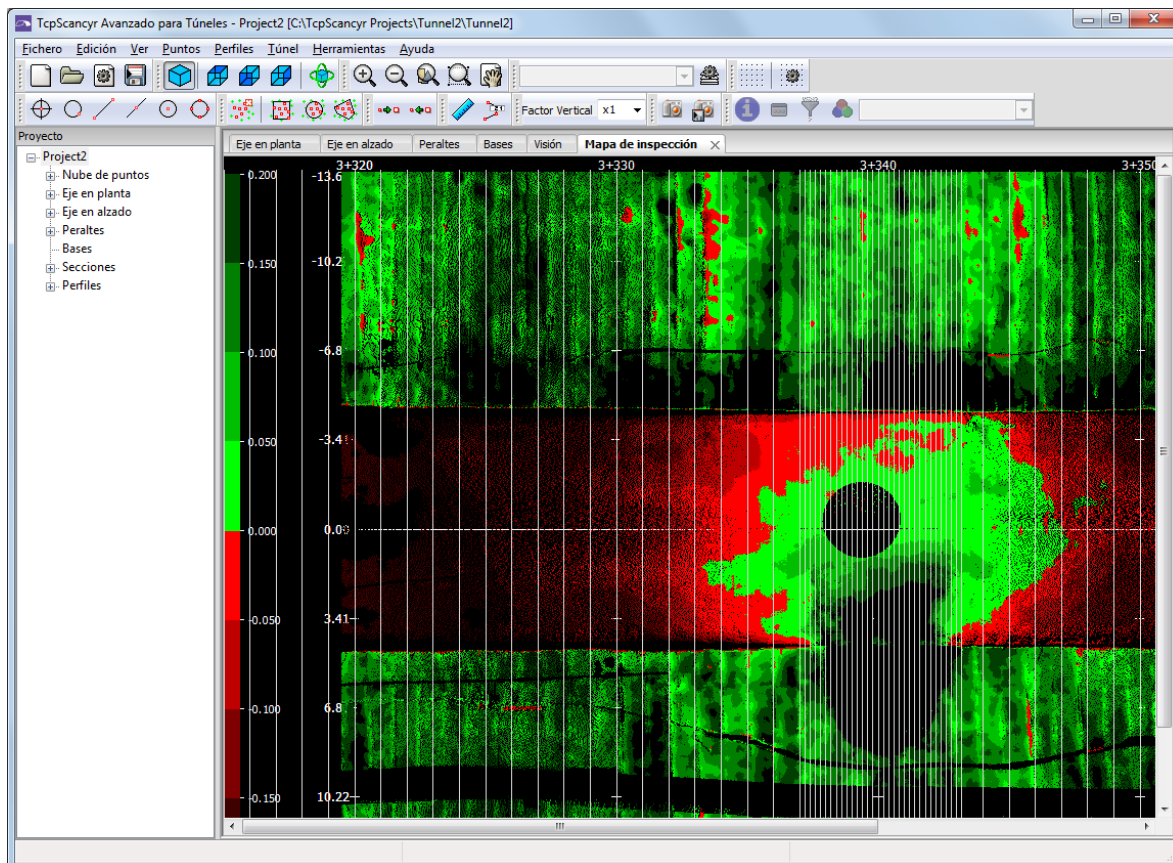 TcpScancyr Avanzado para Túneles - Project2 [C:\TcpScancyr Projects\Tunnel2\Tunnel2]
Fichero Edición Ver Puntos Perfiles Túnel Herramientas Ayuda
Factor Vertical x1
Proyecto
Project2
Nube de puntos
Eje en planta
Eje en alzado
Peraltes
Bases
Secciones
Perfiles
Eje en planta Eje en alzado Peraltes Bases Visión Mapa de inspección
3+320 3+330 3+340 3+350
0.200
0.150
0.100
0.050
0.000
-0.050
-0.100
-0.150
-13.6
-10.2
-6.8
-3.41
0.00
3.41
6.8
10.22